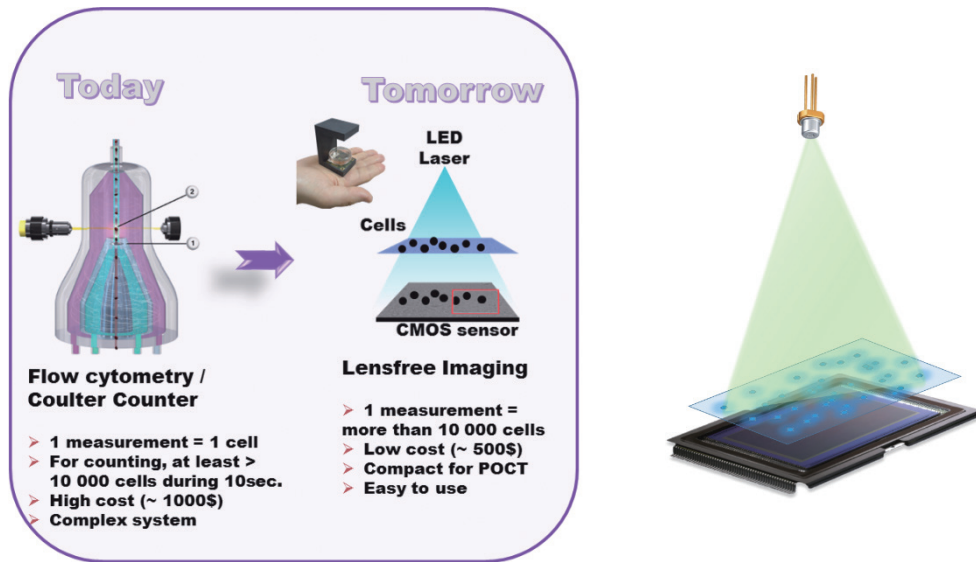 Today
2
1
Flow cytometry /
Coulter Counter
1 measurement = 1 cell
For counting, at least >
10 000 cells during 10sec.
High cost (~ 1000$)
Complex system
Tomorrow
LED
Laser
Cells
CMOS sensor
Lensfree Imaging
1 measurement =
more than 10 000 cells
Low cost (~ 500$)
Compact for POCT
Easy to use